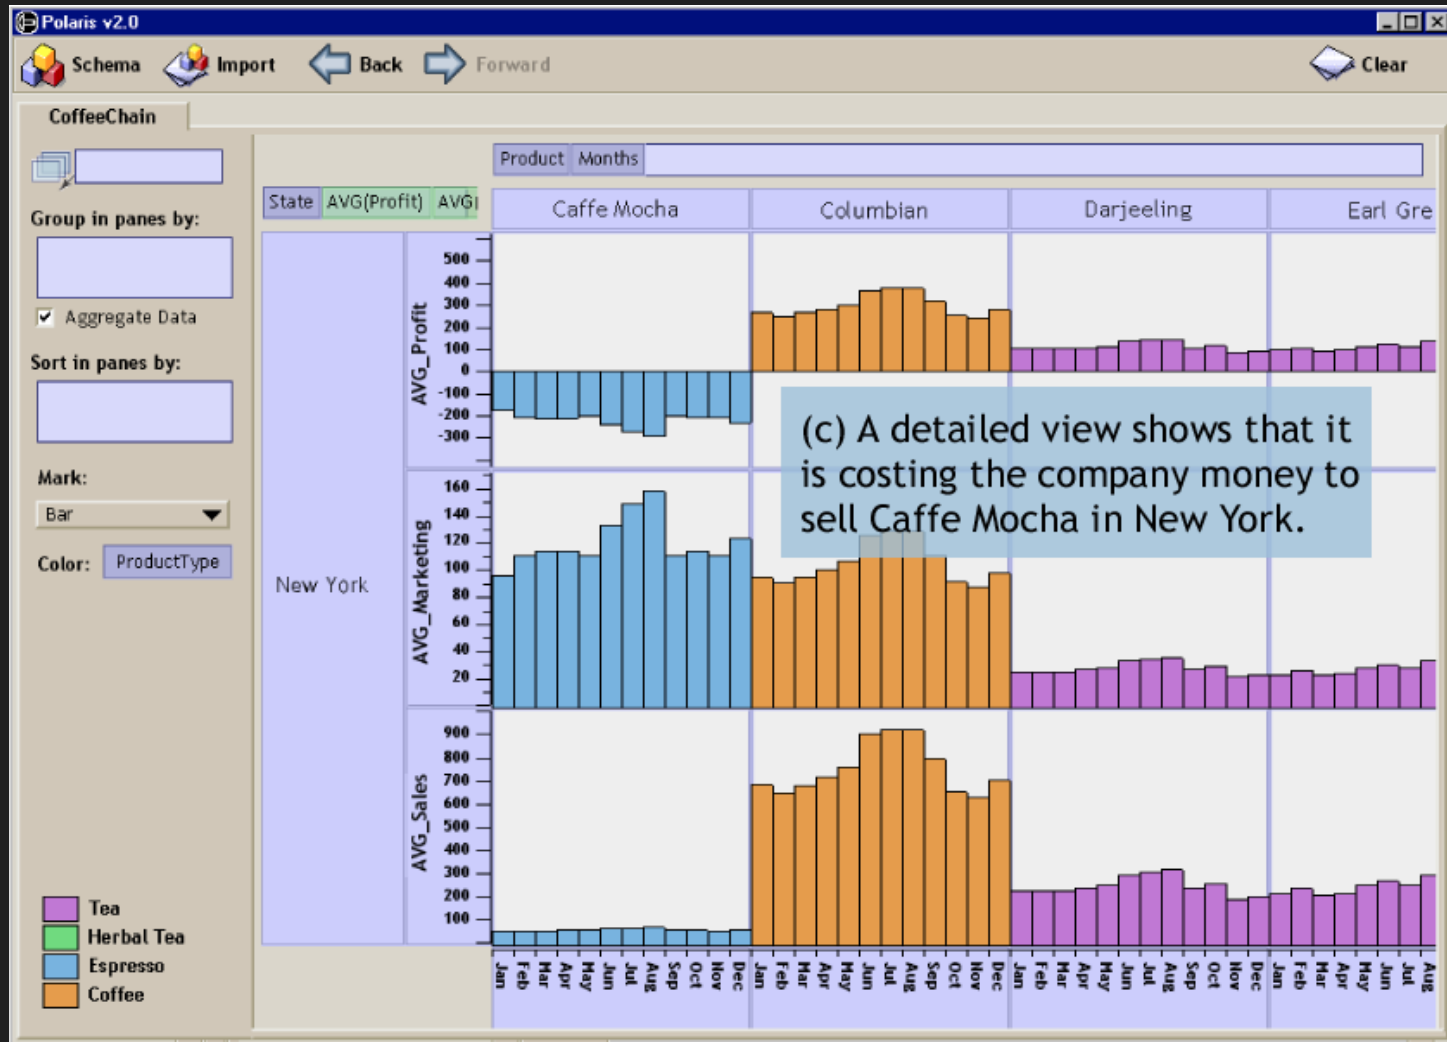 Polaris v2.0
Schema Import Back Forward Clear
CoffeeChain
Product Months
State AVG(Profit) AVG(
Caffe Mocha Columbian Darjeeling Earl Gre
Group in panes by:
Aggregate Data
Sort in panes by:
Mark:
Bar
Color: ProductType
Tea
Herbal Tea
Espresso
Coffee
New York
AVG_Profit
500
400
300
200
100
0
-100
-200
-300
AVG_Marketing
160
140
120
100
80
60
40
20
AVG_Sales
900
800
700
600
500
400
300
200
100
(c) A detailed view shows that it
is costing the company money to
sell Caffe Mocha in New York.
Jan Feb Mar Apr May Jun Jul Aug Sep Oct Nov Dec Jan Feb Mar Apr May Jun Jul Aug Sep Oct Nov Dec Jan Feb Mar Apr May Jun Jul Aug Sep Oct Nov Dec Jan Feb Mar Apr May Jun Jul Aug